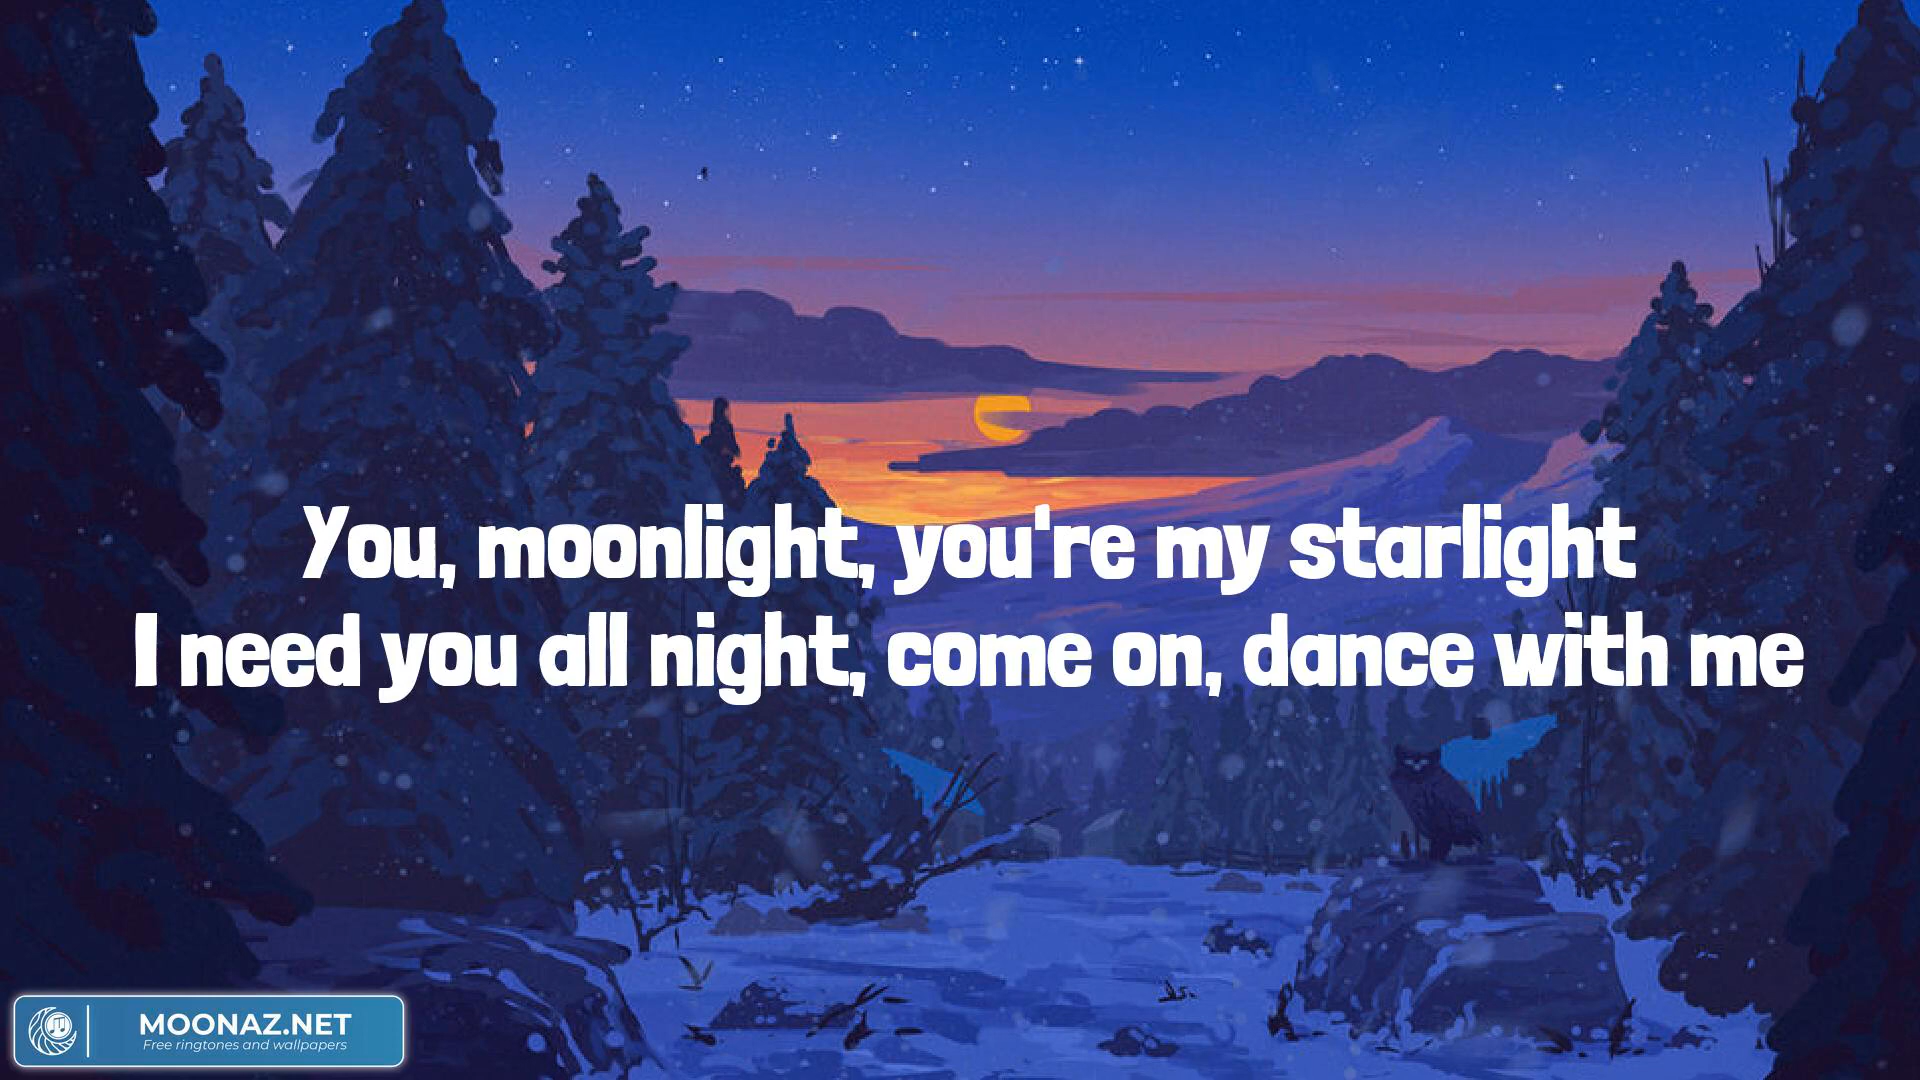 You, moonlight, you're my starlight
I need you all night, come on, dance with me
MOONAZ.NET
Free ringtones and wallpapers